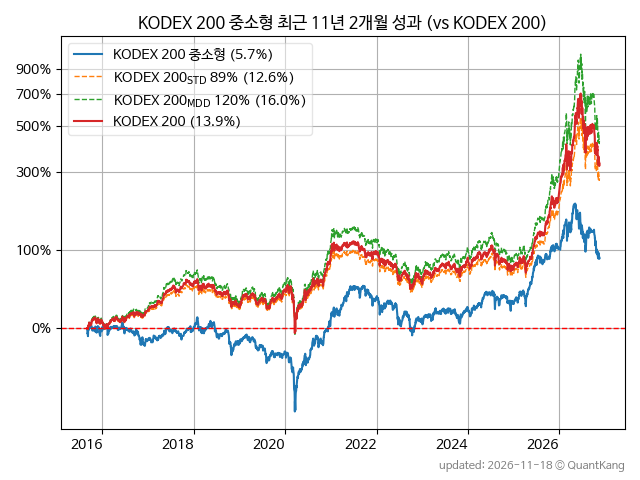 KODEX 200 중소형 최근 11년 2개월 성과 (vs KODEX 200)
KODEX 200 중소형 (5.7%)
KODEX 200STD 89% (12.6%)
KODEX 200MDD 120% (16.0%)
KODEX 200 (13.9%)
900%
700%
500%
300%
100%
0%
2016 2018 2020 2022 2024 2026
updated: 2026-11-18 © QuantKang